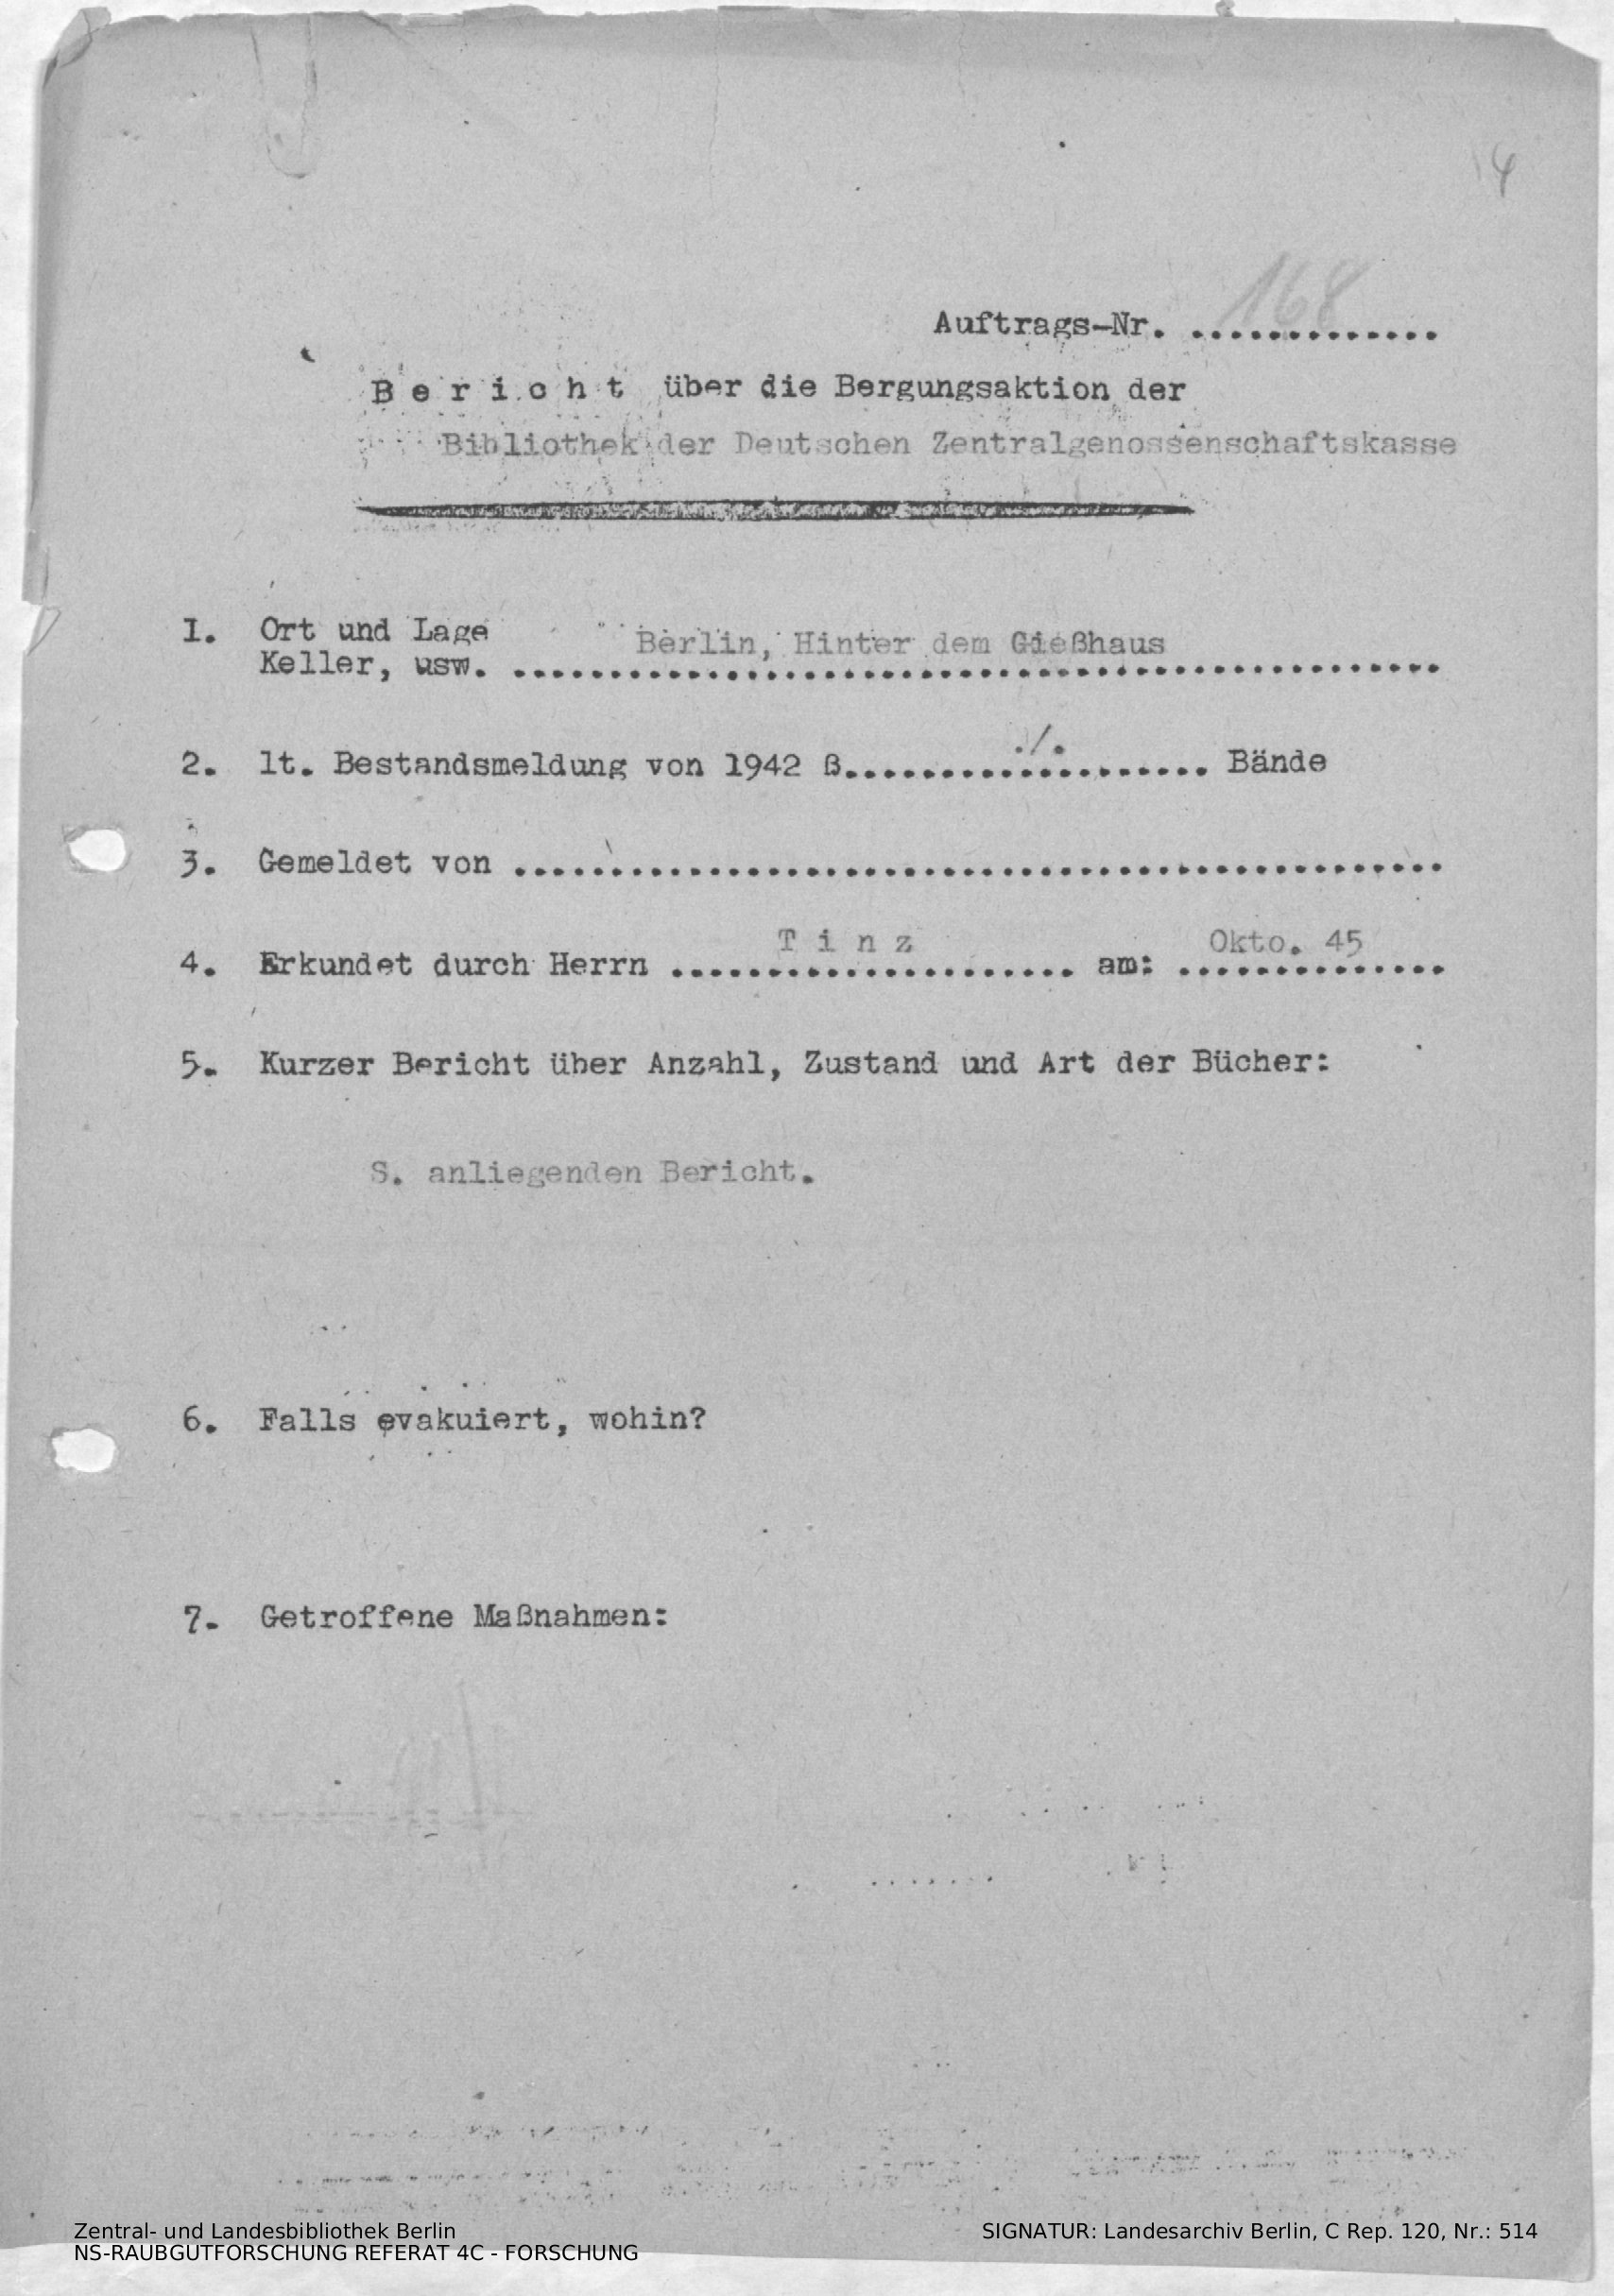 14
Auftrags-Nr. 168
B e r i c h t über die Bergungsaktion der
Bibliothek der Deutschen Zentralgenossenschaftskasse
1. Ort und Lage
Keller, usw. Berlin, Hinter dem Gießhaus
2. lt. Bestandsmeldung von 1942 ß..... ./. ..... Bände
3. Gemeldet von ..........
4. Erkundet durch Herrn T i n z am: Okto. 45
5. Kurzer Bericht über Anzahl, Zustand und Art der Bücher:
S. anliegenden Bericht.
6. Falls evakuiert, wohin?
7. Getroffene Maßnahmen:
Zentral- und Landesbibliothek Berlin
NS-RAUBGUTFORSCHUNG REFERAT 4C - FORSCHUNG
SIGNATUR: Landesarchiv Berlin, C Rep. 120, Nr.: 514